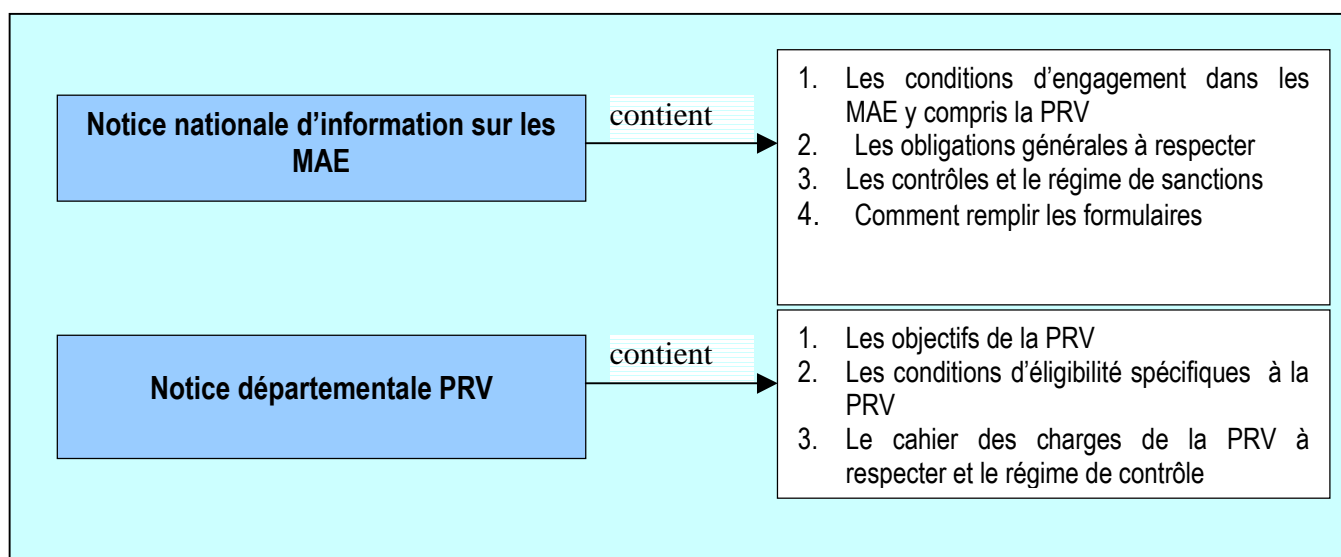 Notice nationale d’information sur les
MAE
contient
1. Les conditions d’engagement dans les
MAE y compris la PRV
2. Les obligations générales à respecter
3. Les contrôles et le régime de sanctions
4. Comment remplir les formulaires
Notice départementale PRV
contient
1. Les objectifs de la PRV
2. Les conditions d’éligibilité spécifiques à la
PRV
3. Le cahier des charges de la PRV à
respecter et le régime de contrôle